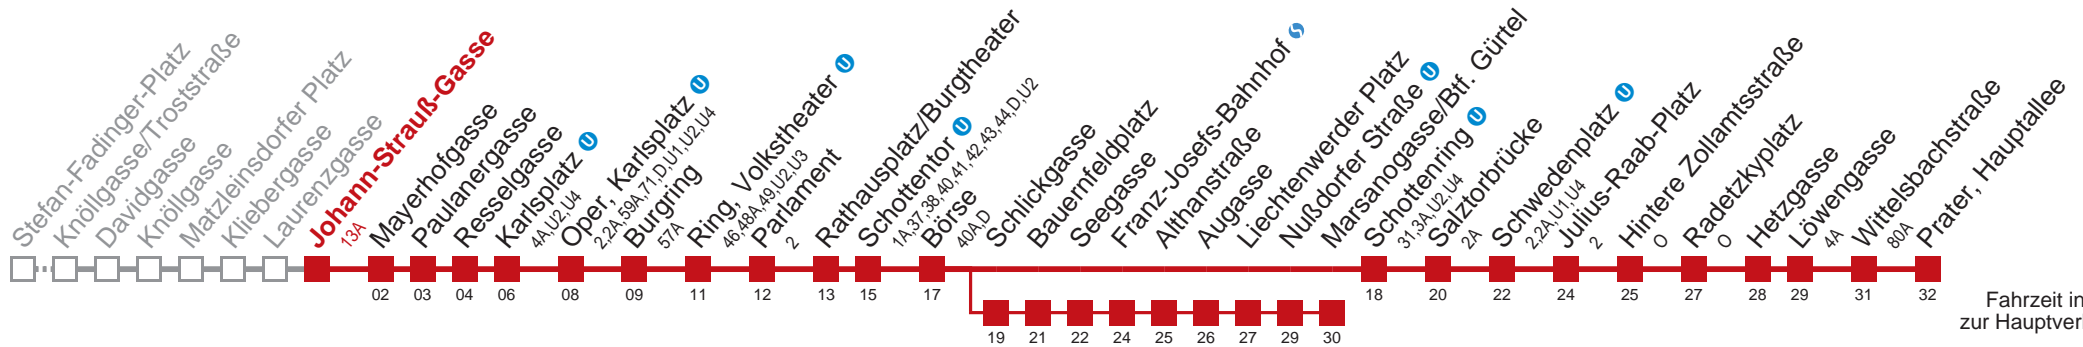 Stefan-Fadinger-Platz
Knöllgasse/Troststraße
Davidgasse
Knöllgasse
Matzleinsdorfer Platz
Kliebergasse
Laurenzgasse
Johann-Strauß-Gasse
13A
Mayerhofgasse
Paulanergasse
Resselgasse
Karlsplatz U
4A,U2,U4
Oper, Karlsplatz U
2,2A,59A,71,D,U1,U2,U4
Burgring
57A
Ring, Volkstheater U
46,48A,49,U2,U3
Parlament
2
Rathausplatz/Burgtheater
Schottentor U
1A,37,38,40,41,42,43,44,D,U2
Börse
40A,D
Schlickgasse
Bauernfeldplatz
Seegasse
Franz-Josefs-Bahnhof
Althanstraße
Augasse
Liechtenwerder Platz
Nußdorfer Straße U
Marsanogasse/Btf. Gürtel
Schottenring U
31,3A,U2,U4
Salztorbrücke
2A
Schwedenplatz U
2,2A,U1,U4
Julius-Raab-Platz
2
Hintere Zollamtsstraße
O
Radetzkyplatz
O
Hetzgasse
Löwengasse
4A
Wittelsbachstraße
80A
Prater, Hauptallee
02 03 04 06 08 09 11 12 13 15 17 18 20 22 24 25 27 28 29 31 32
19 21 22 24 25 26 27 29 30
Fahrzeit in
zur Hauptver